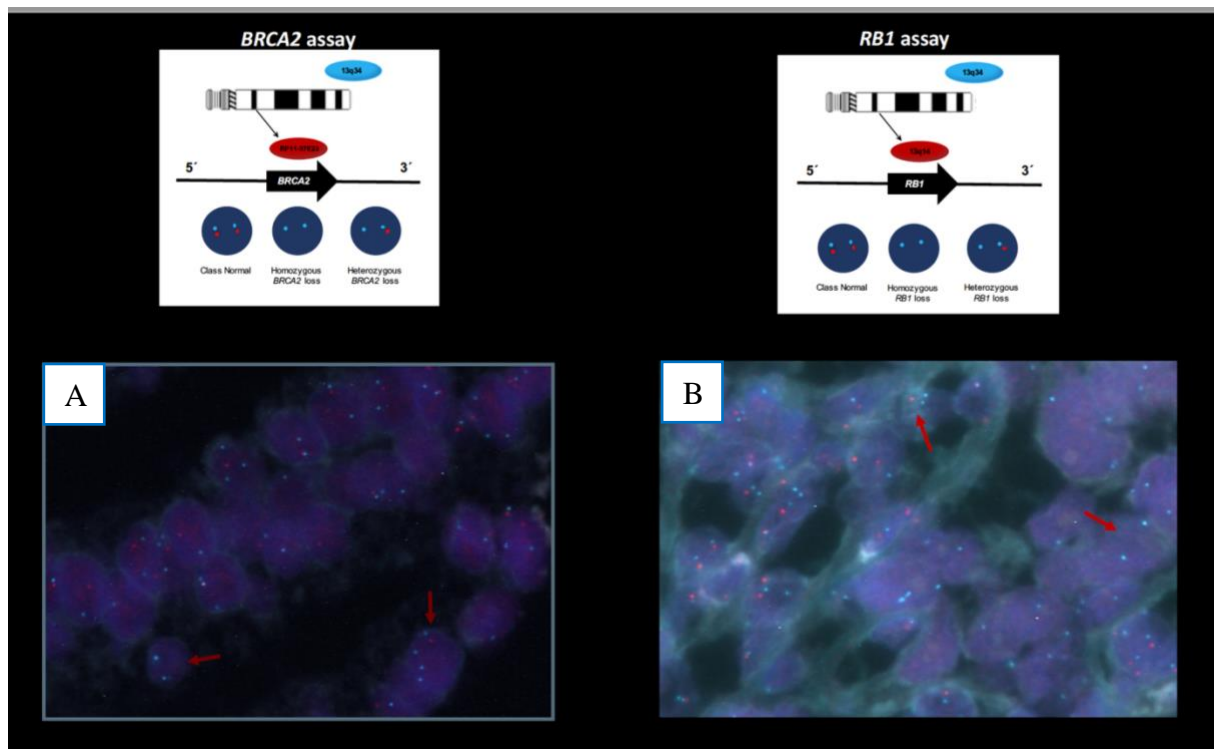 BRCA2 assay
13q34
5´ 3´
BRCA2
Class Normal
Homozygous
BRCA2 loss
Heterozygous
BRCA2 loss
RB1 assay
13q34
13q14
5´ 3´
RB1
Class Normal
Homozygous
RB1 loss
Heterozygous
RB1 loss
A
B